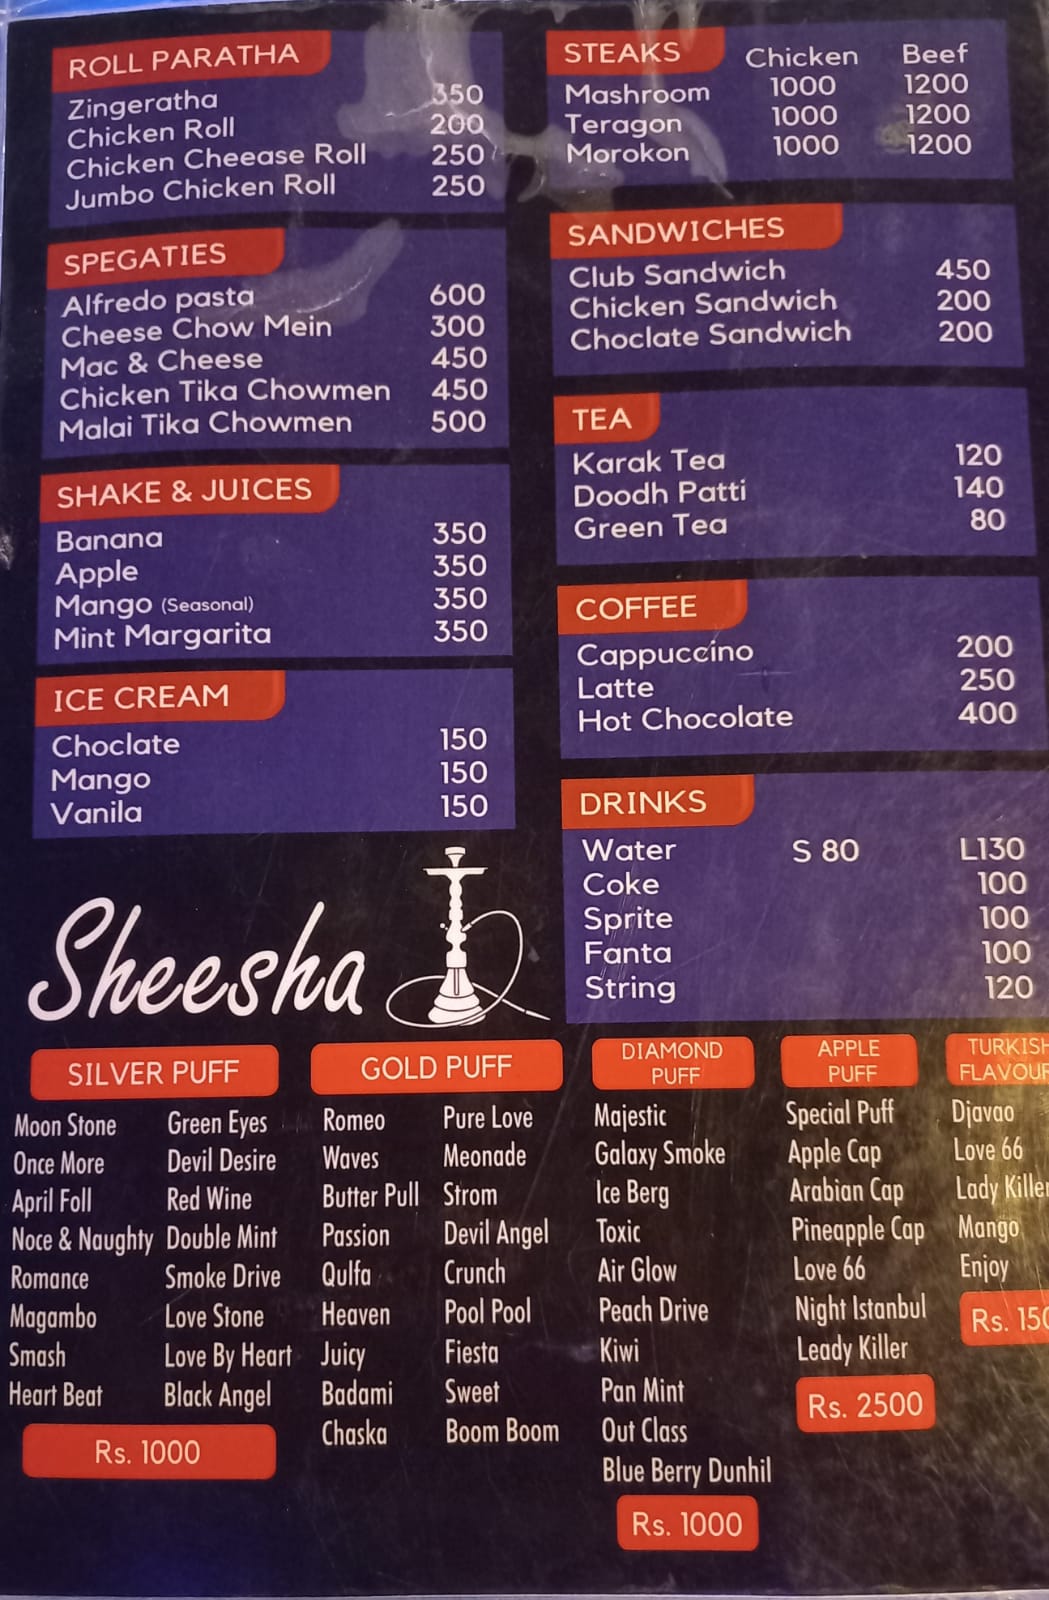 ROLL PARATHA
Zingeratha 350
Chicken Roll 200
Chicken Cheease Roll 250
Jumbo Chicken Roll 250
SPEGATIES
Alfredo pasta 600
Cheese Chow Mein 300
Mac & Cheese 450
Chicken Tika Chowmen 450
Malai Tika Chowmen 500
SHAKE & JUICES
Banana 350
Apple 350
Mango (Seasonal) 350
Mint Margarita 350
ICE CREAM
Choclate 150
Mango 150
Vanila 150
STEAKS Chicken Beef
Mashroom 1000 1200
Teragon 1000 1200
Morokon 1000 1200
SANDWICHES
Club Sandwich 450
Chicken Sandwich 200
Choclate Sandwich 200
TEA
Karak Tea 120
Doodh Patti 140
Green Tea 80
COFFEE
Cappuccino 200
Latte 250
Hot Chocolate 400
DRINKS
Water S 80 L130
Coke 100
Sprite 100
Fanta 100
String 120
Sheesha
SILVER PUFF
Moon Stone Green Eyes
Once More Devil Desire
April Foll Red Wine
Noce & Naughty Double Mint
Romance Smoke Drive
Magambo Love Stone
Smash Love By Heart
Heart Beat Black Angel
Rs. 1000
GOLD PUFF
Romeo Pure Love
Waves Meonade
Butter Pull Strom
Passion Devil Angel
Qulfa Crunch
Heaven Pool Pool
Juicy Fiesta
Badami Sweet
Chaska Boom Boom
DIAMOND
PUFF
Majestic
Galaxy Smoke
Ice Berg
Toxic
Air Glow
Peach Drive
Kiwi
Pan Mint
Out Class
Blue Berry Dunhil
Rs. 1000
APPLE
PUFF
Special Puff
Apple Cap
Arabian Cap
Pineapple Cap
Love 66
Night Istanbul
Leady Killer
Rs. 2500
TURKISH
FLAVOUR
Djavao
Love 66
Lady Killer
Mango
Enjoy
Rs.